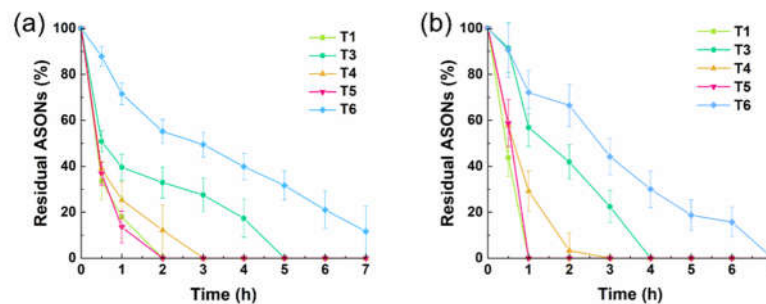 (a)
Residual ASONs (%)
100
80
60
40
20
0
0 1 2 3 4 5 6 7
Time (h)
T1
T3
T4
T5
T6
(b)
Residual ASONs (%)
100
80
60
40
20
0
0 1 2 3 4 5 6
Time (h)
T1
T3
T4
T5
T6